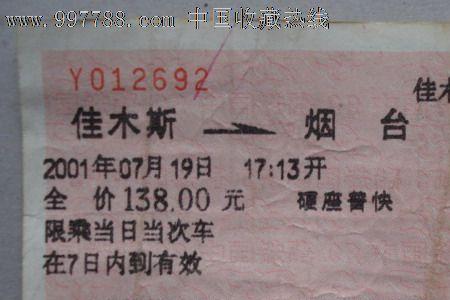 www.997788.com 中国收藏热线
Y012692
佳木
佳木斯 → 烟台
2001年07月19日 17:13开
全 价 138.00 元 硬座普快
限乘当日当次车
在7日内到有效